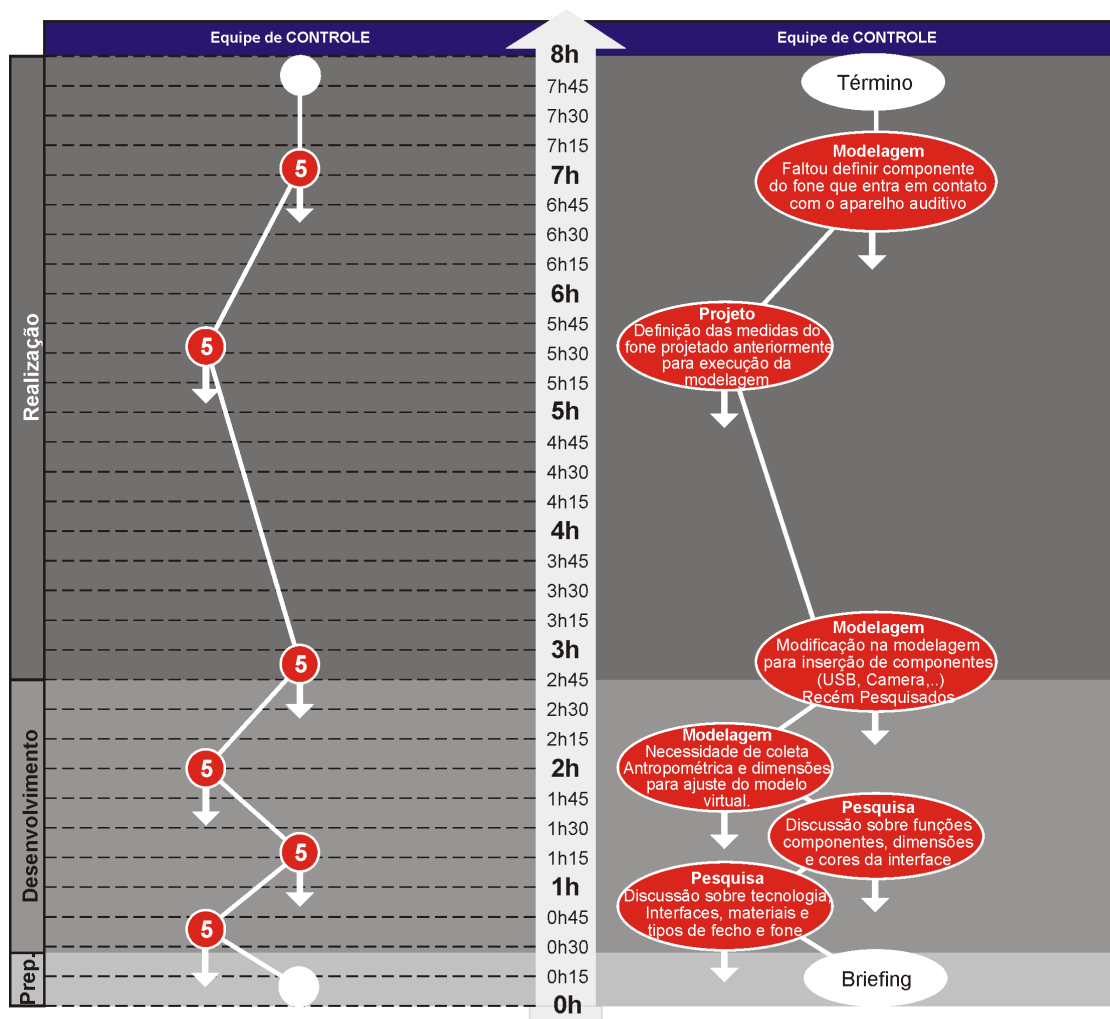 Equipe de CONTROLE
Equipe de CONTROLE
Realização
Desenvolvimento
Prep.
5
5
5
5
5
5
8h
7h45
7h30
7h15
7h
6h45
6h30
6h15
6h
5h45
5h30
5h15
5h
4h45
4h30
4h15
4h
3h45
3h30
3h15
3h
2h45
2h30
2h15
2h
1h45
1h30
1h15
1h
0h45
0h30
0h15
0h
Término
Modelagem
Faltou definir componente
do fone que entra em contato
com o aparelho auditivo
Projeto
Definição das medidas do
fone projetado anteriormente
para execução da
modelagem
Modelagem
Modificação na modelagem
para inserção de componentes
(USB, Camera,..)
Recém Pesquisados
Modelagem
Necessidade de coleta
Antropométrica e dimensões
para ajuste do modelo
virtual.
Pesquisa
Discussão sobre funções
componentes, dimensões
e cores da interface
Pesquisa
Discussão sobre tecnologia,
Interfaces, materiais e
tipos de fecho e fone
Briefing